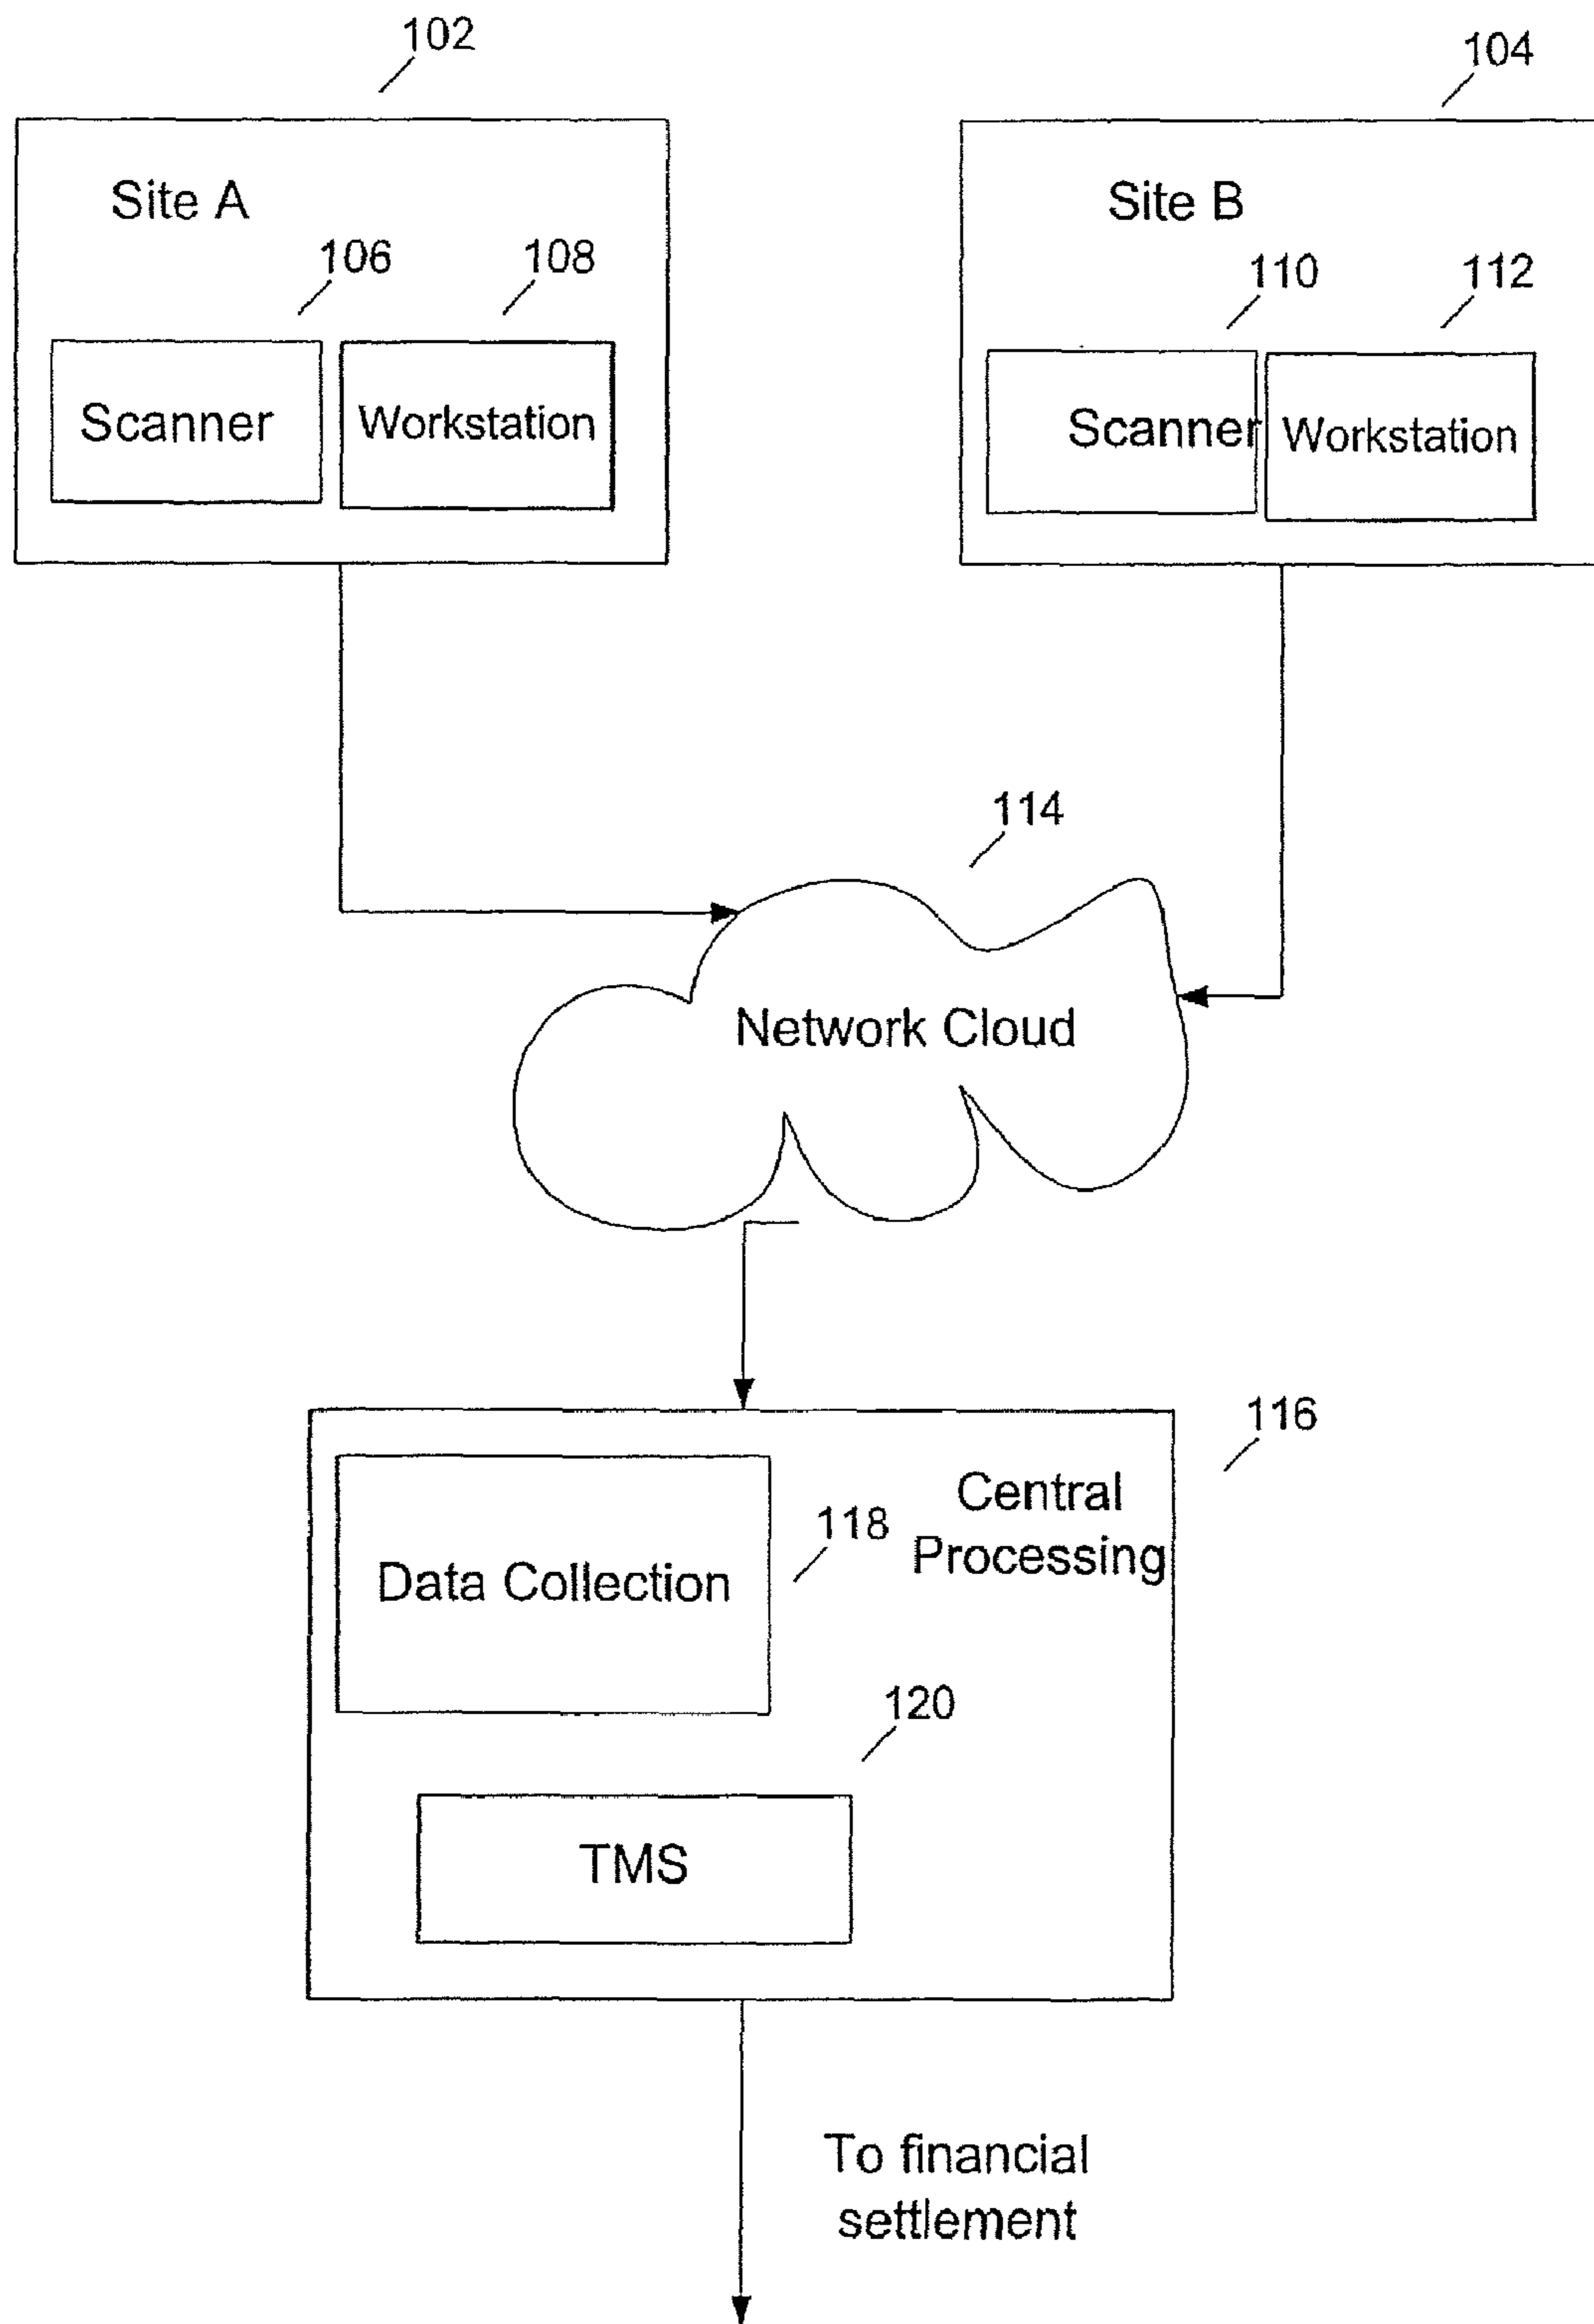 102
104
Site A
Site B
106
108
110
112
Scanner
Workstation
Scanner
Workstation
114
Network Cloud
116
Central
Processing
118
Data Collection
120
TMS
To financial
settlement